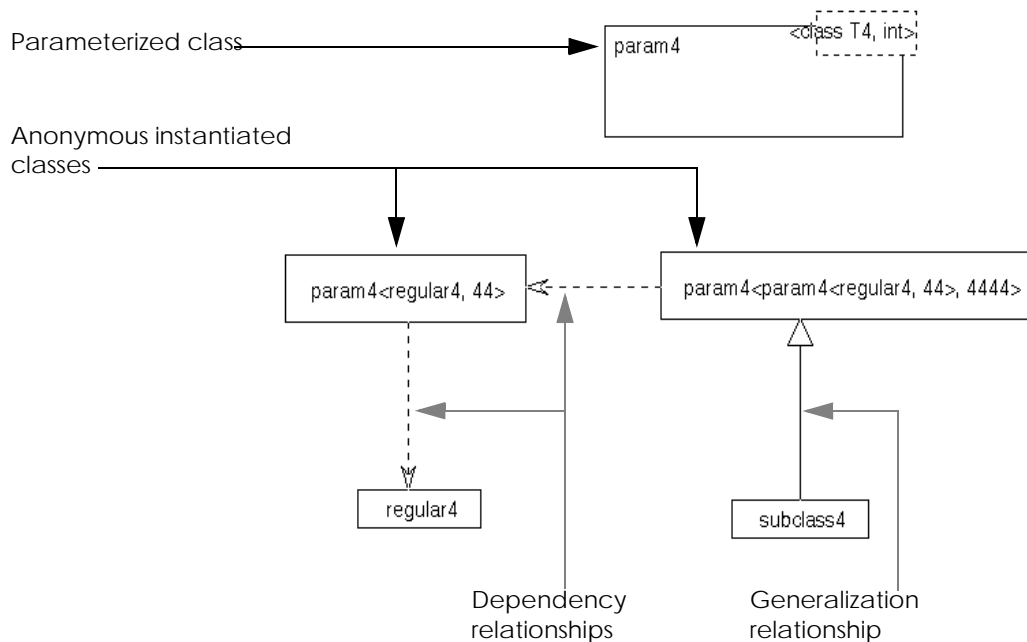 Parameterized class
<class T4, int>
param4
Anonymous instantiated
classes
param4<regular4, 44>
param4<param4<regular4, 44>, 4444>
regular4
subclass4
Dependency
relationships
Generalization
relationship